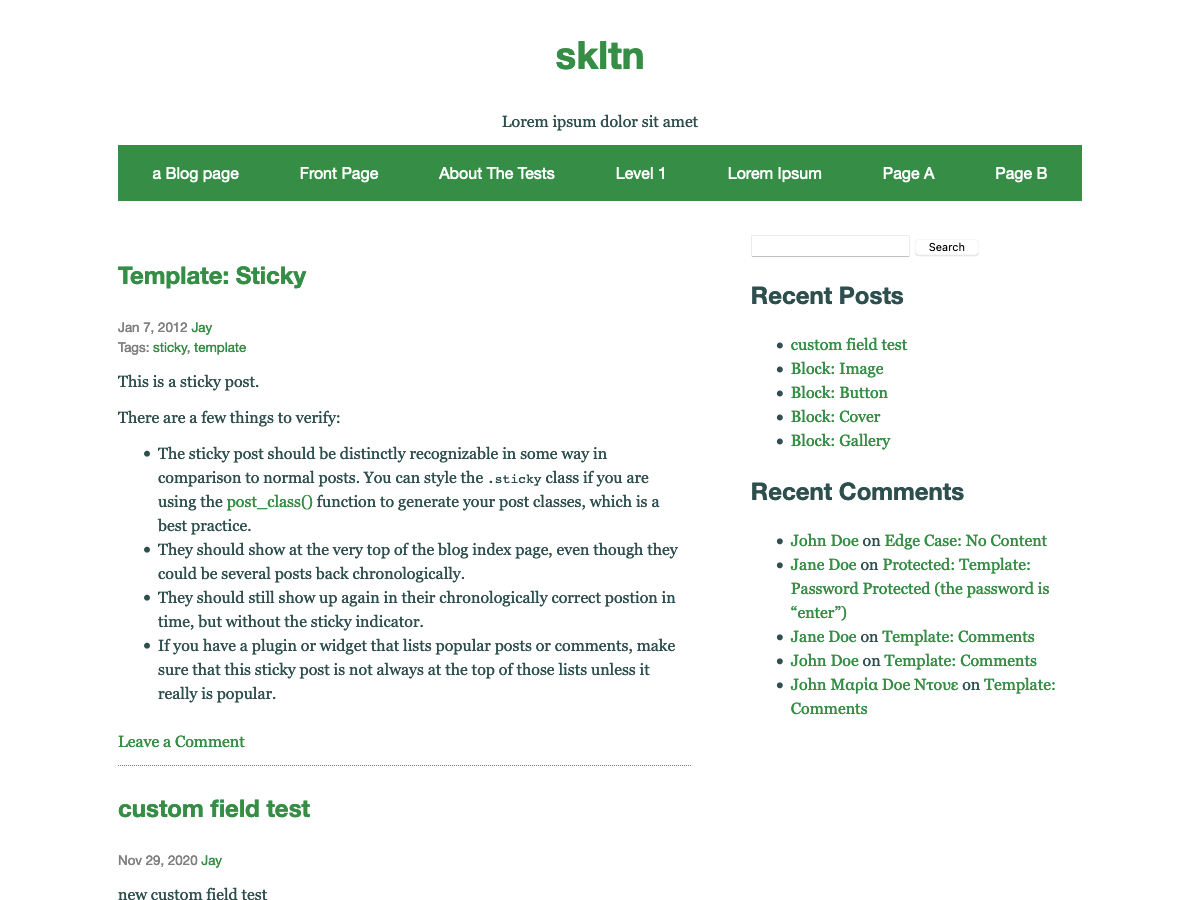 skltn
Lorem ipsum dolor sit amet
a Blog page Front Page About The Tests Level 1 Lorem Ipsum Page A Page B
Template: Sticky
Jan 7, 2012 Jay
Tags: sticky, template
This is a sticky post.
There are a few things to verify:
• The sticky post should be distinctly recognizable in some way in
comparison to normal posts. You can style the .sticky class if you are
using the post_class() function to generate your post classes, which is a
best practice.
• They should show at the very top of the blog index page, even though they
could be several posts back chronologically.
• They should still show up again in their chronologically correct postion in
time, but without the sticky indicator.
• If you have a plugin or widget that lists popular posts or comments, make
sure that this sticky post is not always at the top of those lists unless it
really is popular.
Leave a Comment
custom field test
Nov 29, 2020 Jay
new custom field test
Search
Recent Posts
• custom field test
• Block: Image
• Block: Button
• Block: Cover
• Block: Gallery
Recent Comments
• John Doe on Edge Case: No Content
• Jane Doe on Protected: Template:
Password Protected (the password is
“enter”)
• Jane Doe on Template: Comments
• John Doe on Template: Comments
• John Μαρία Doe Ντουε on Template:
Comments